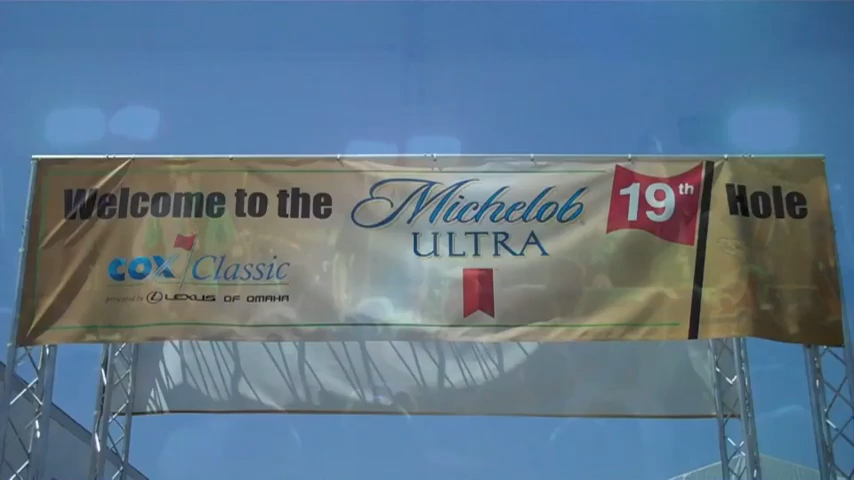 Welcome to the Michelob ULTRA 19th Hole
COX Classic
presented by LEXUS OF OMAHA